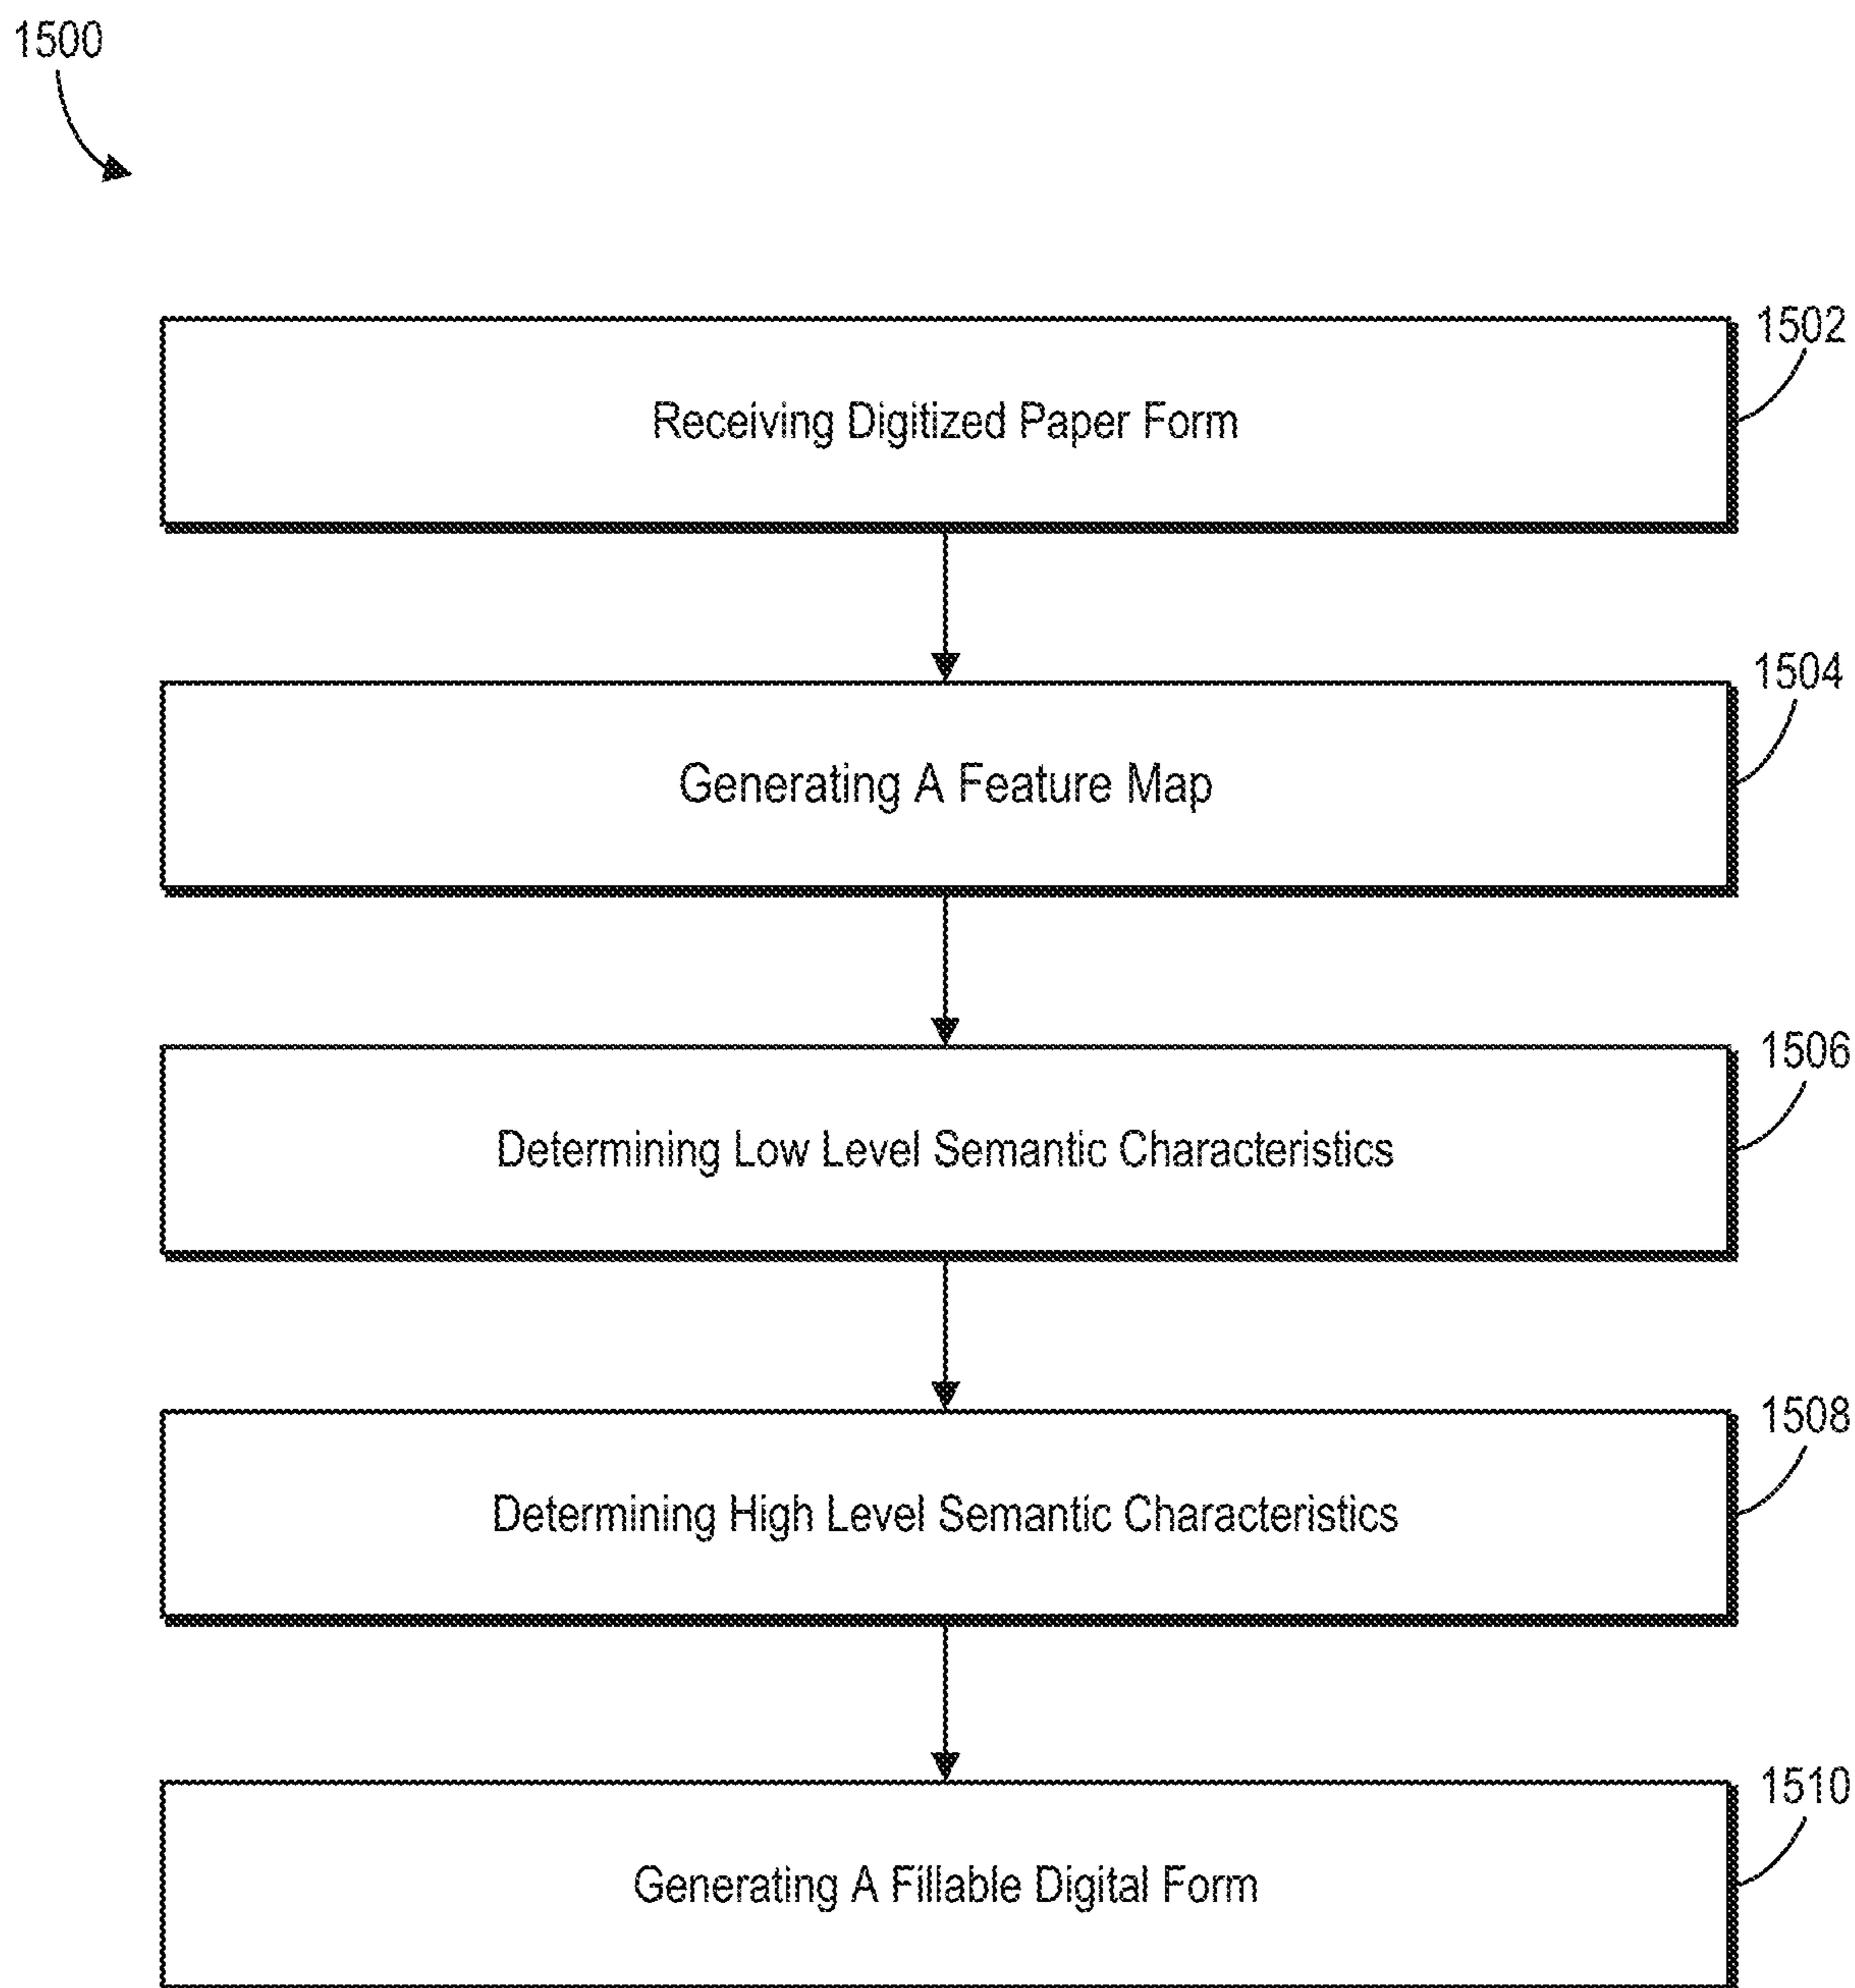 1500
1502
Receiving Digitized Paper Form
1504
Generating A Feature Map
1506
Determining Low Level Semantic Characteristics
1508
Determining High Level Semantic Characteristics
1510
Generating A Fillable Digital Form